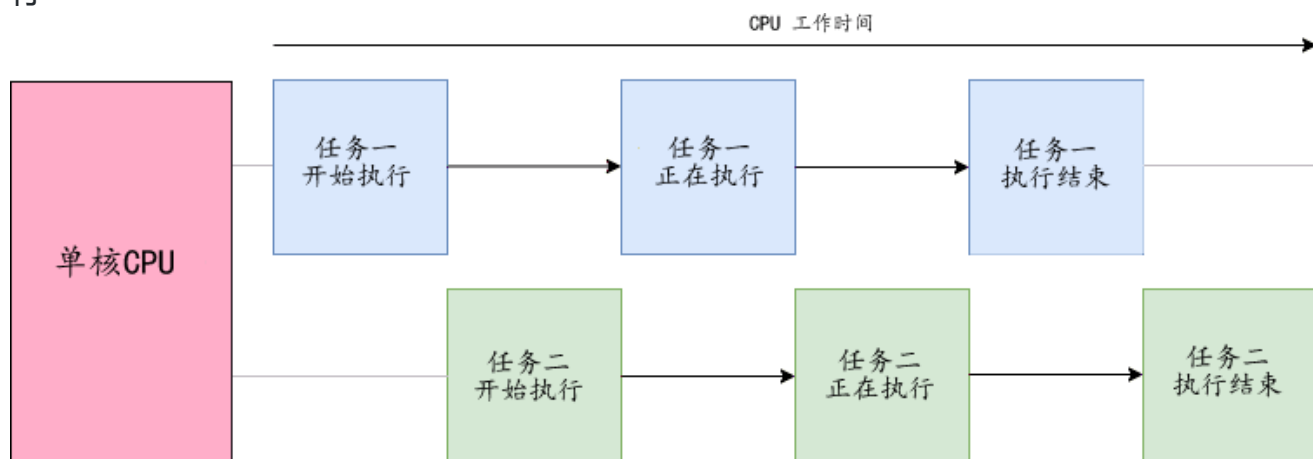 CPU 工作时间
任务一
开始执行
任务一
正在执行
任务一
执行结束
单核CPU
任务二
开始执行
任务二
正在执行
任务二
执行结束